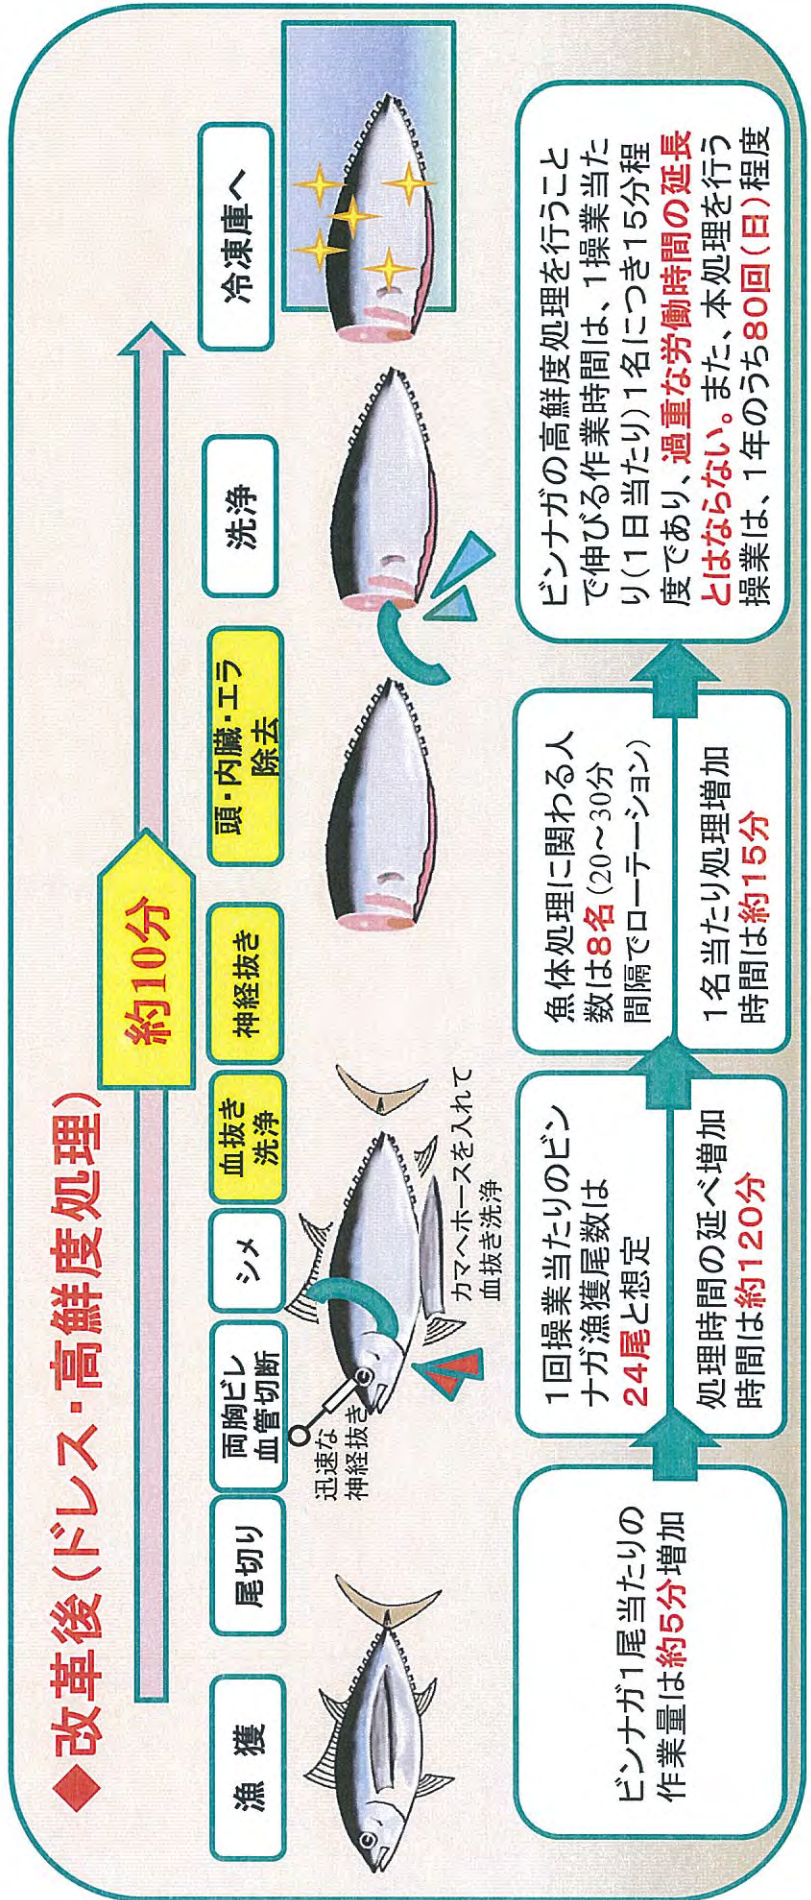 ◆改革後(ドレス・高鮮度処理)
約10分
漁 獲
尾切り
両胸ビレ
血管切断
シメ
血抜き
洗浄
神経抜き
頭・内臓・エラ
除去
洗浄
冷凍庫へ
迅速な
神経抜き
カマへホースを入れて
血抜き洗浄
ビンナガ1尾当たりの
作業量は約5分増加
1回操業当たりのビン
ナガ漁獲尾数は
24尾と想定
処理時間の延べ増加
時間は約120分
魚体処理に関わる人
数は8名(20～30分
間隔でローテーション)
1名当たり処理増加
時間は約15分
ビンナガの高鮮度処理を行うこと
で伸びる作業時間は、1操業当た
り(1日当たり)1名につき15分程
度であり、過重な労働時間の延長
とはならない。また、本処理を行う
操業は、1年のうち80回(日)程度